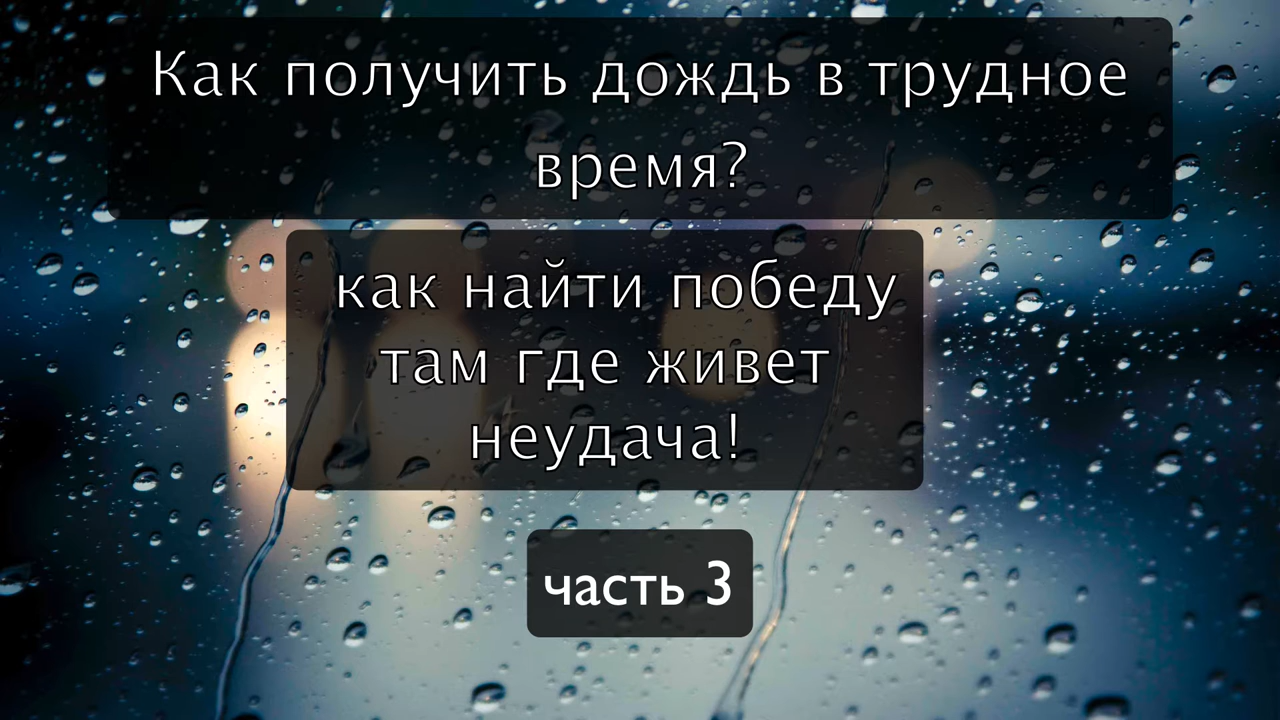 Как получить дождь в трудное
время?
как найти победу
там где живет
неудача!
часть 3